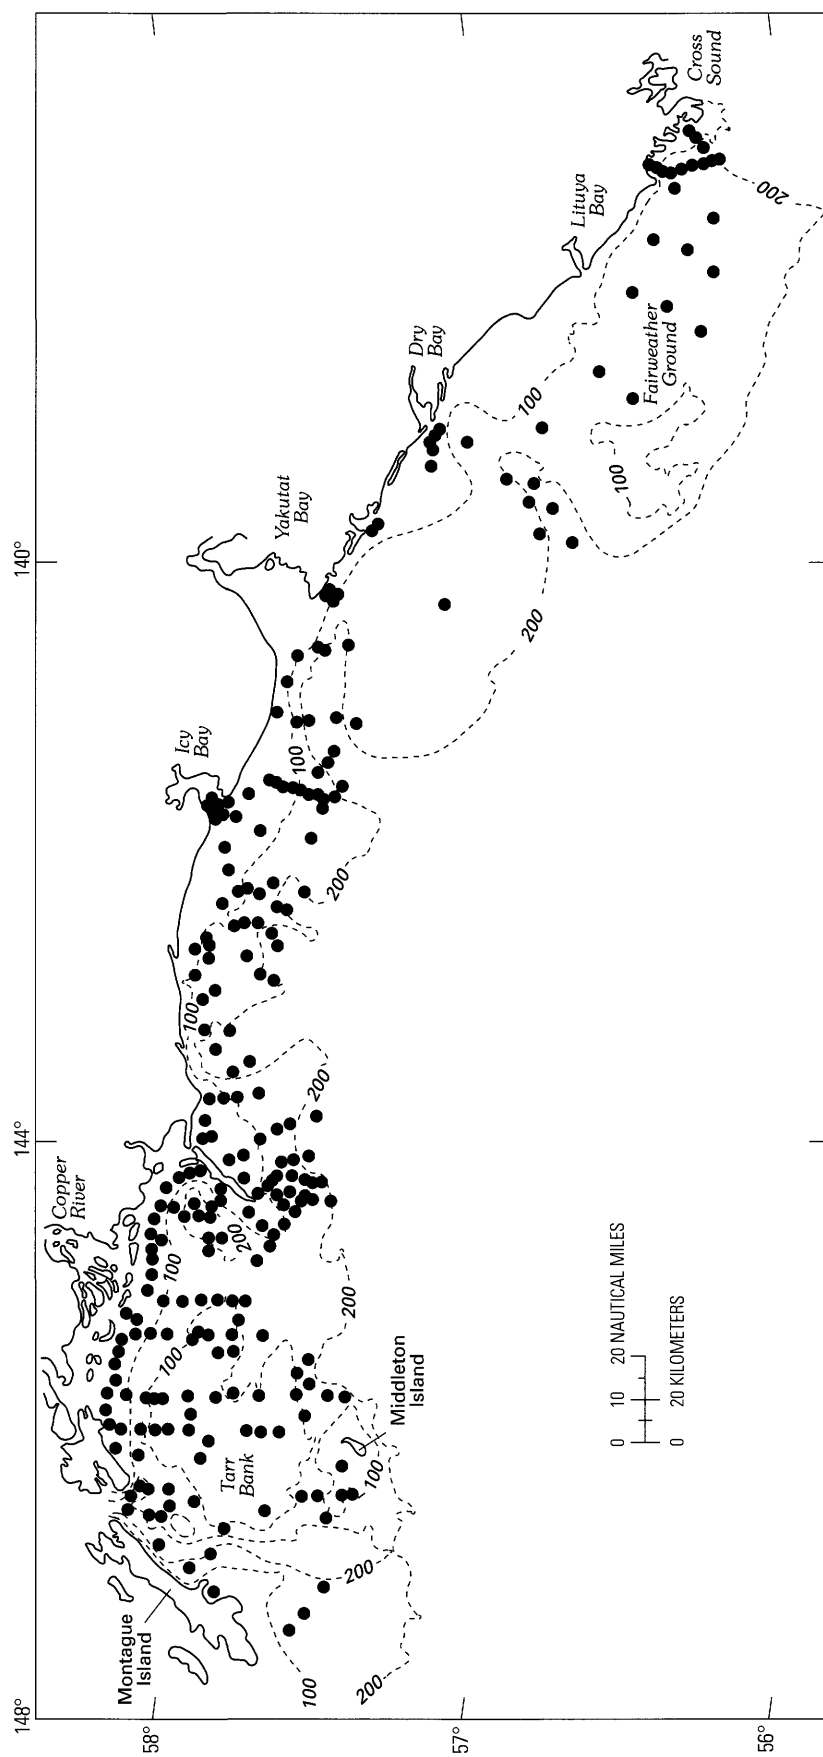 148°
144°
140°
58°
57°
56°
Montague
Island
Copper
River
Icy
Bay
Yakutat
Bay
Dry
Bay
Lituya
Bay
Cross
Sound
Tarr
Bank
Middleton
Island
Fairweather
Ground
100
200
200
100
100
100
200
200
200
100
200
100
200
200
100
100
200
0 10 20 NAUTICAL MILES
0 20 KILOMETERS